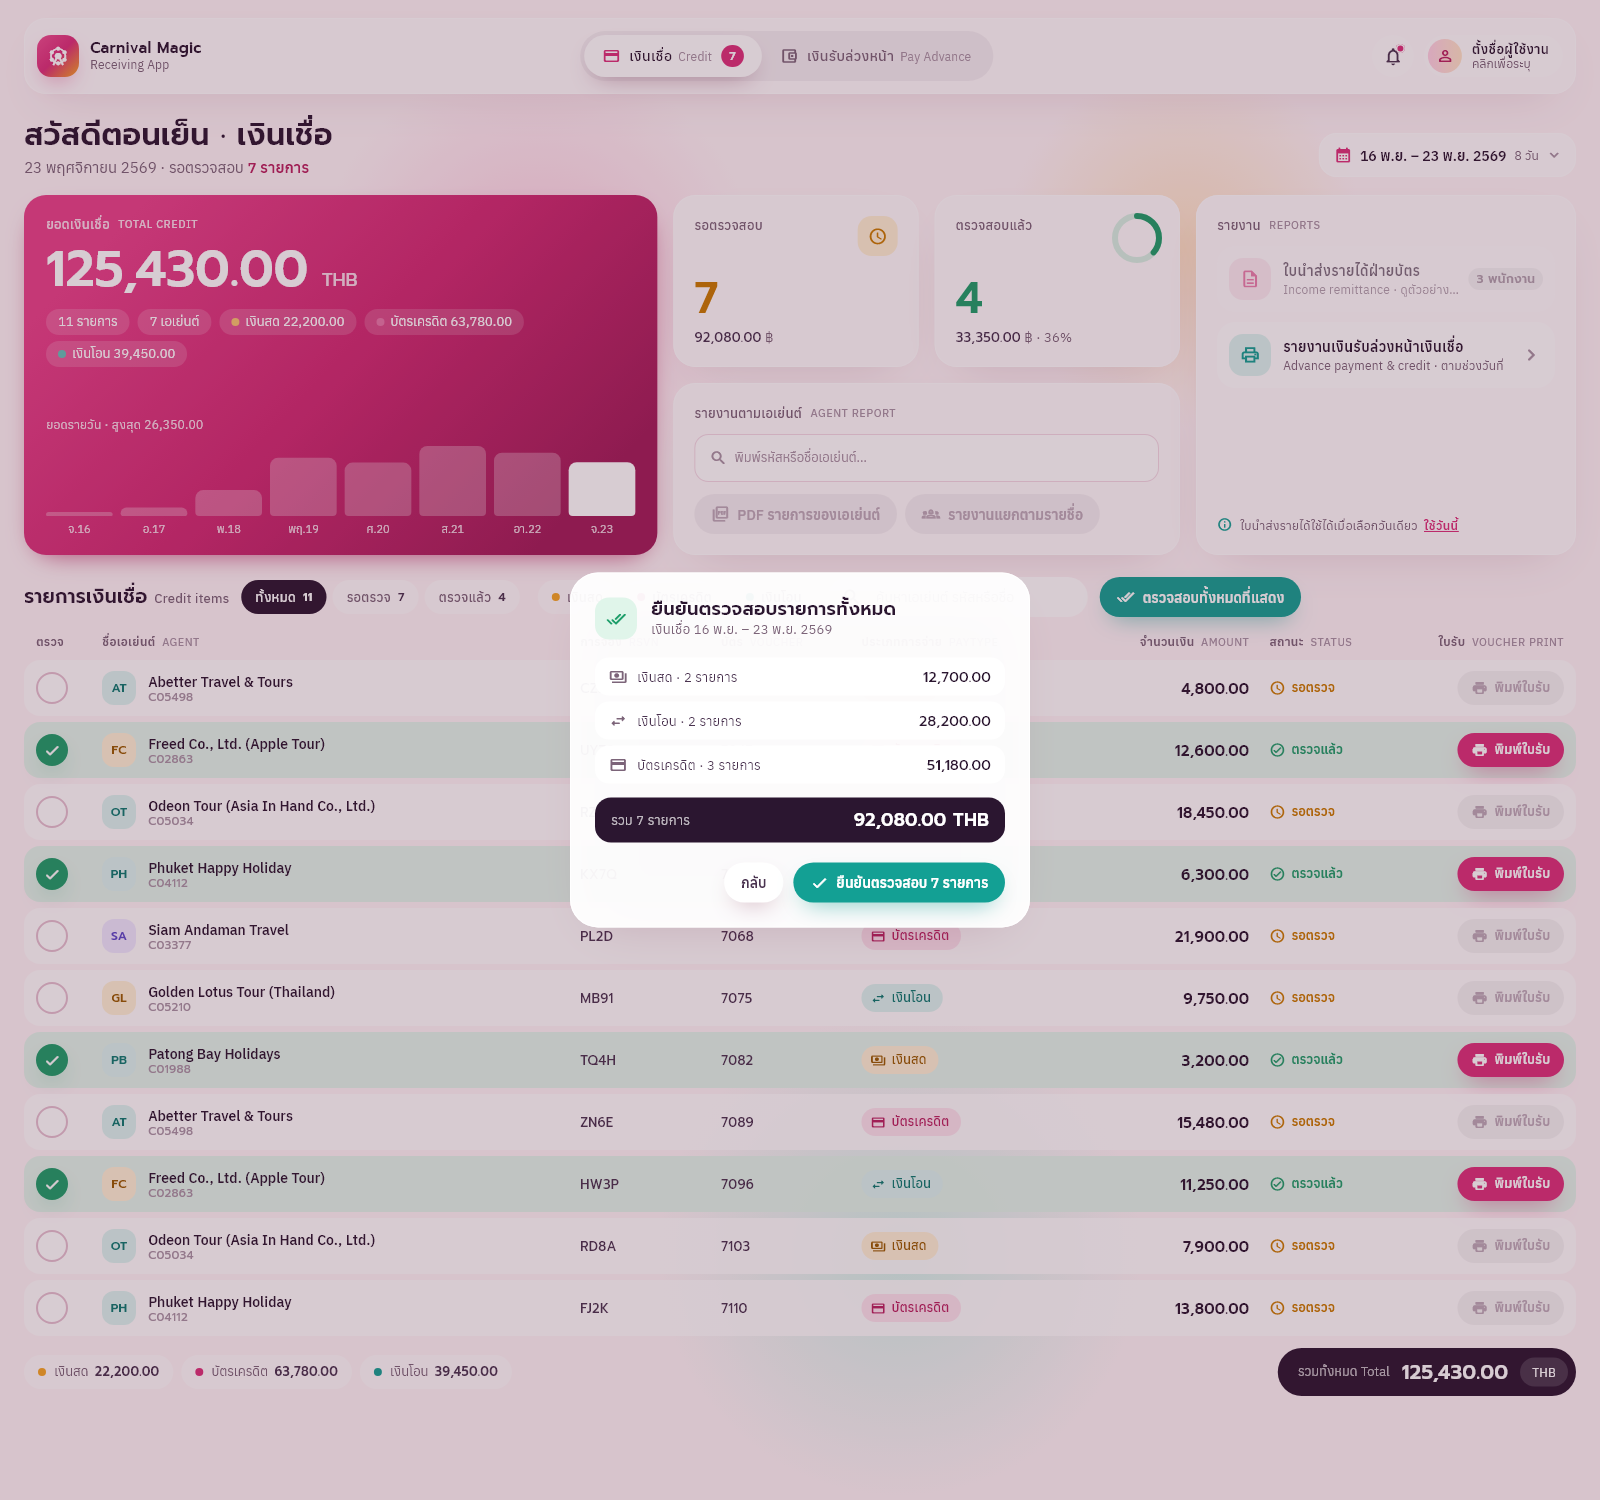 Carnival Magic
Receiving App
เงินเชื่อ Credit 7
เงินรับล่วงหน้า Pay Advance
ตั้งชื่อผู้ใช้งาน
คลิกเพื่อระบุ
สวัสดีตอนเย็น · เงินเชื่อ
23 พฤศจิกายน 2569 · รอตรวจสอบ 7 รายการ
16 พ.ย. – 23 พ.ย. 2569 8 วัน
ยอดเงินเชื่อ TOTAL CREDIT
125,430.00 THB
11 รายการ 7 เอเย่นต์ เงินสด 22,200.00 บัตรเครดิต 63,780.00
เงินโอน 39,450.00
ยอดรายวัน · สูงสุด 26,350.00
จ.16 อ.17 พ.18 พฤ.19 ศ.20 ส.21 อา.22 จ.23
รอตรวจสอบ
7
92,080.00 ฿
ตรวจสอบแล้ว
4
33,350.00 ฿ · 36%
รายงานตามเอเย่นต์ AGENT REPORT
พิมพ์รหัสหรือชื่อเอเย่นต์...
PDF รายการของเอเย่นต์ รายงานแยกตามรายชื่อ
รายงาน REPORTS
ใบนำส่งรายได้ฝ่ายบัตร
Income remittance · ดูตัวอย่าง...
3 พนักงาน
รายงานเงินรับล่วงหน้าเงินเชื่อ
Advance payment & credit · ตามช่วงวันที่
ใบนำส่งรายได้ใช้ได้เมื่อเลือกวันเดียว ใช้วันนี้
รายการเงินเชื่อ Credit items ทั้งหมด 11 รอตรวจ 7 ตรวจแล้ว 4
ตรวจสอบทั้งหมดที่แสดง
ตรวจ ชื่อเอเย่นต์ AGENT จำนวนเงิน AMOUNT สถานะ STATUS ใบรับ VOUCHER PRINT
ยืนยันตรวจสอบรายการทั้งหมด
เงินเชื่อ 16 พ.ย. – 23 พ.ย. 2569
เงินสด · 2 รายการ 12,700.00
เงินโอน · 2 รายการ 28,200.00
บัตรเครดิต · 3 รายการ 51,180.00
รวม 7 รายการ 92,080.00 THB
กลับ ยืนยันตรวจสอบ 7 รายการ
AT Abetter Travel & Tours 4,800.00 รอตรวจ พิมพ์ใบรับ
C05498
FC Freed Co., Ltd. (Apple Tour) 12,600.00 ตรวจแล้ว พิมพ์ใบรับ
C02863
OT Odeon Tour (Asia In Hand Co., Ltd.) 18,450.00 รอตรวจ พิมพ์ใบรับ
C05034
PH Phuket Happy Holiday 6,300.00 ตรวจแล้ว พิมพ์ใบรับ
C04112
SA Siam Andaman Travel PL2D 7068 บัตรเครดิต 21,900.00 รอตรวจ พิมพ์ใบรับ
C03377
GL Golden Lotus Tour (Thailand) MB91 7075 เงินโอน 9,750.00 รอตรวจ พิมพ์ใบรับ
C05210
PB Patong Bay Holidays TQ4H 7082 เงินสด 3,200.00 ตรวจแล้ว พิมพ์ใบรับ
C01988
AT Abetter Travel & Tours ZN6E 7089 บัตรเครดิต 15,480.00 รอตรวจ พิมพ์ใบรับ
C05498
FC Freed Co., Ltd. (Apple Tour) HW3P 7096 เงินโอน 11,250.00 ตรวจแล้ว พิมพ์ใบรับ
C02863
OT Odeon Tour (Asia In Hand Co., Ltd.) RD8A 7103 เงินสด 7,900.00 รอตรวจ พิมพ์ใบรับ
C05034
PH Phuket Happy Holiday FJ2K 7110 บัตรเครดิต 13,800.00 รอตรวจ พิมพ์ใบรับ
C04112
เงินสด 22,200.00 บัตรเครดิต 63,780.00 เงินโอน 39,450.00
รวมทั้งหมด Total 125,430.00 THB